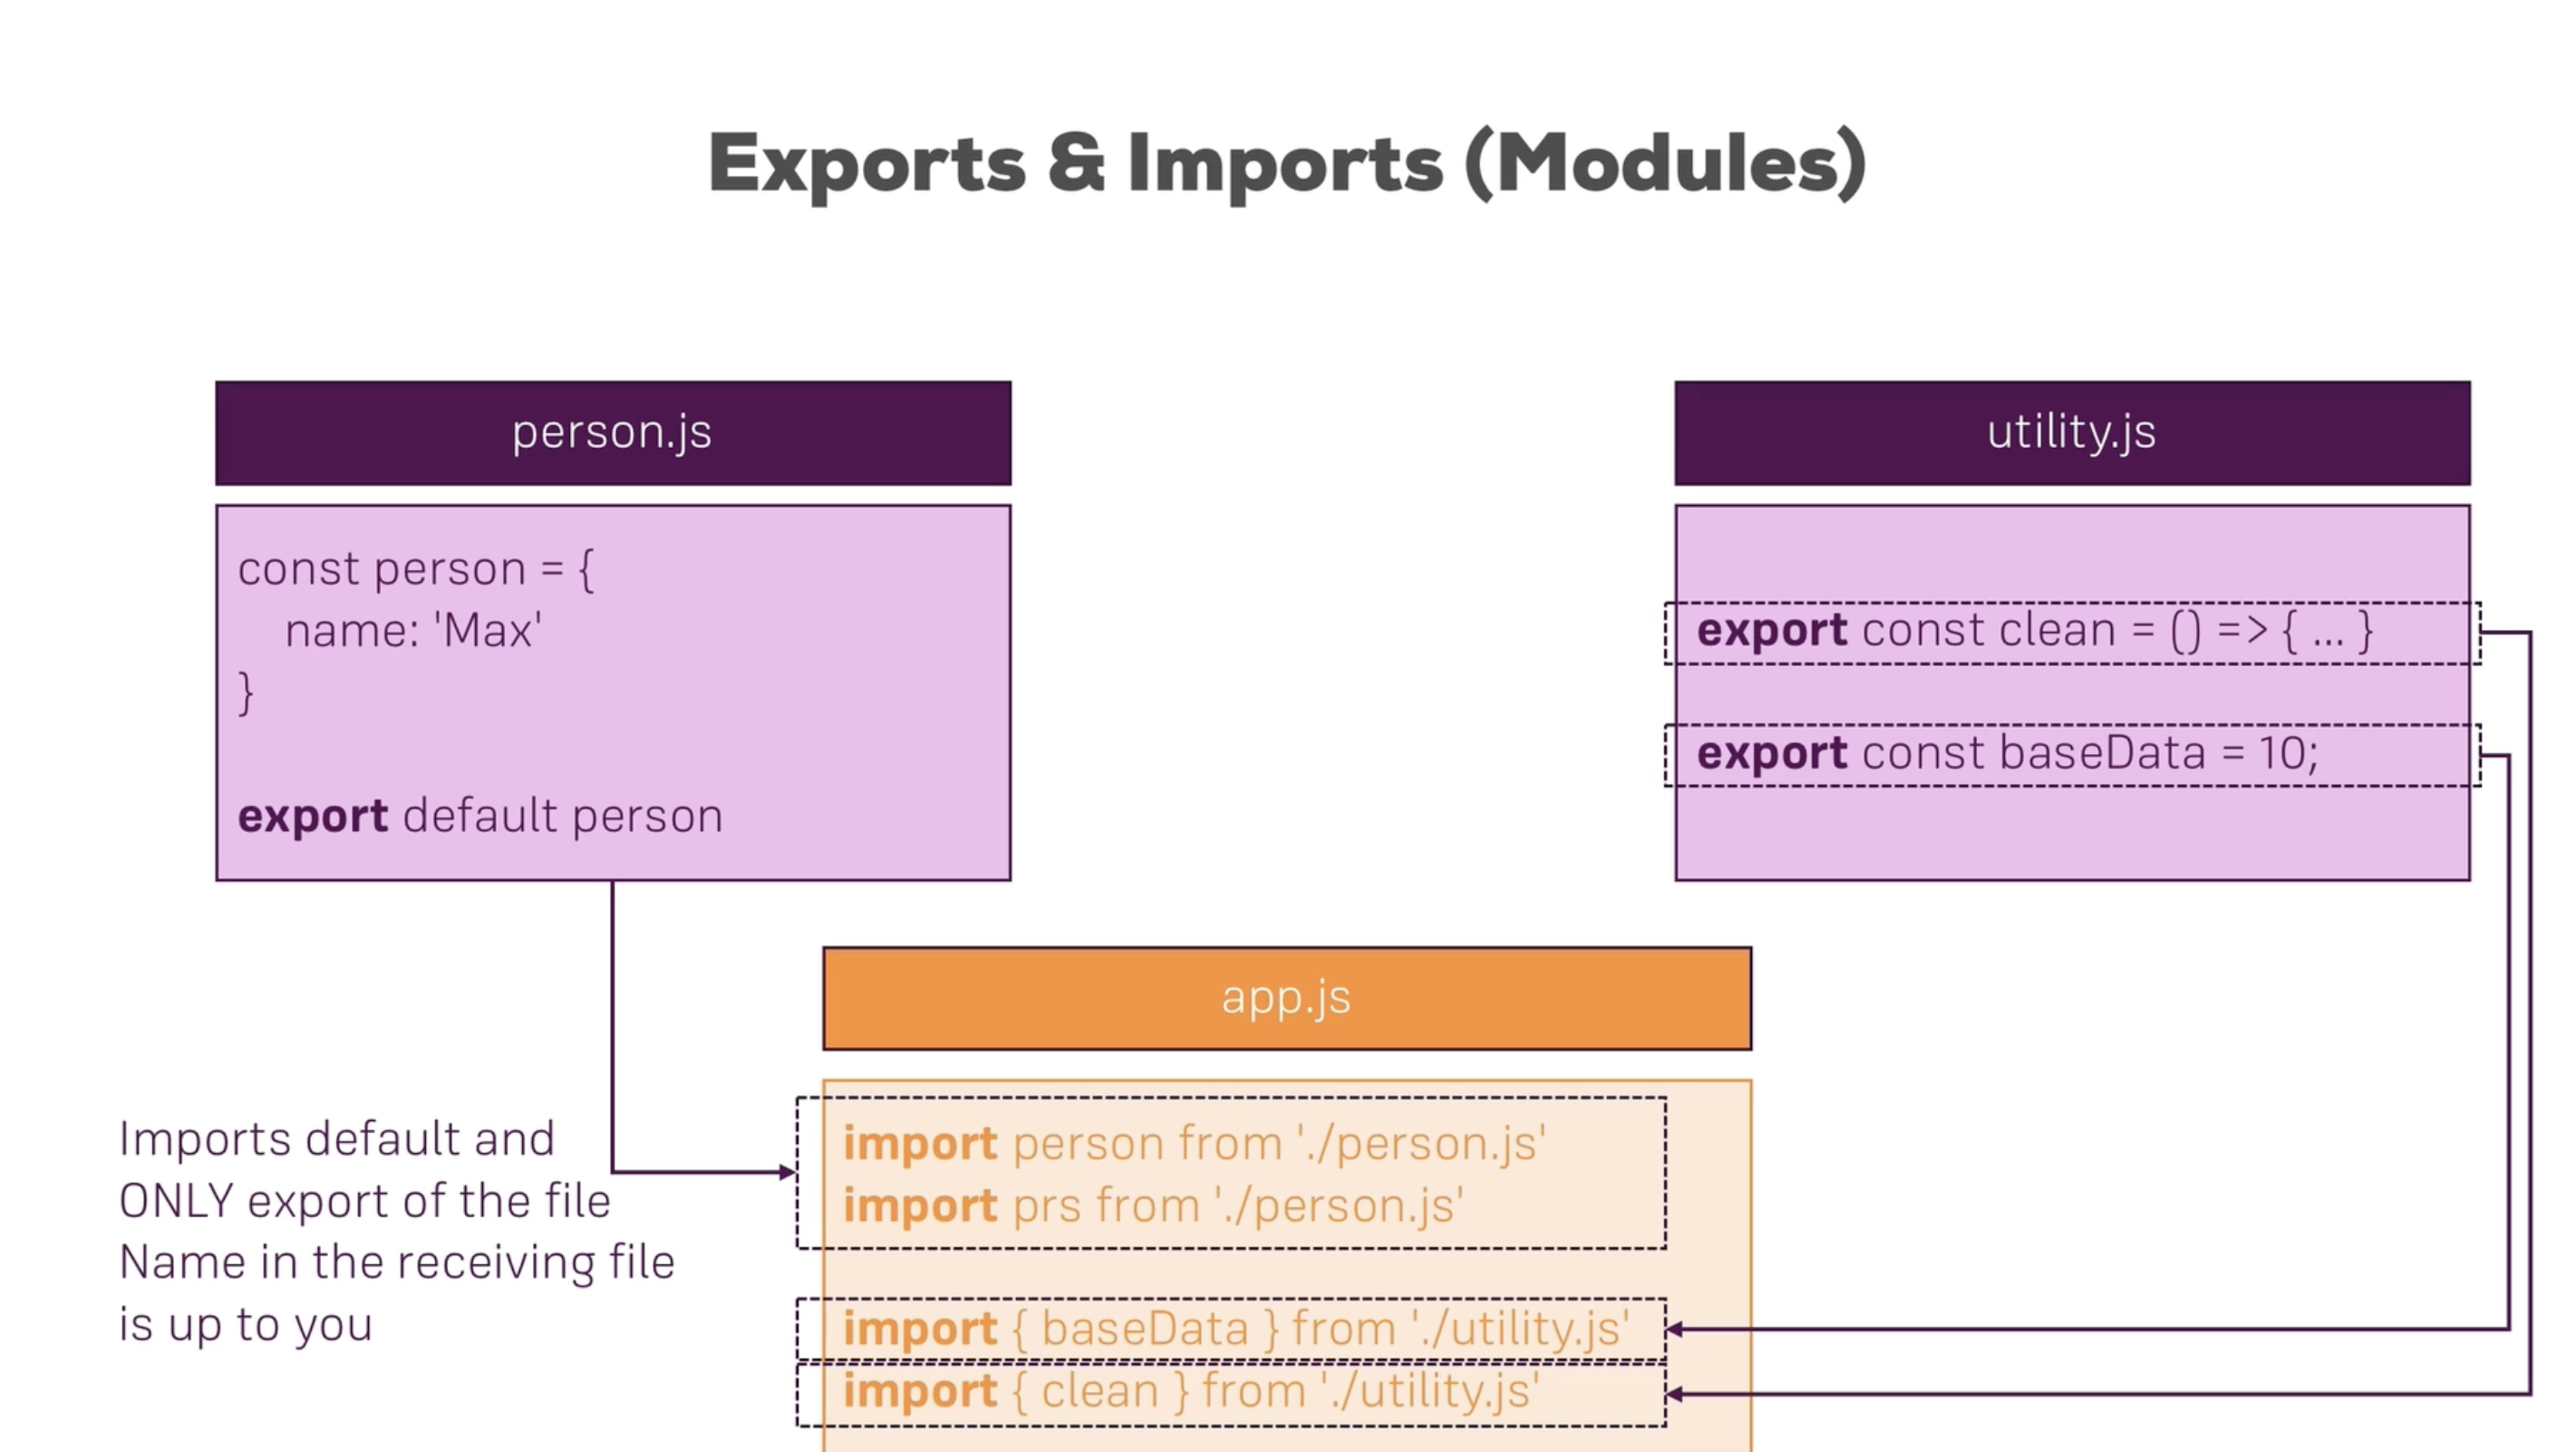 Exports & Imports (Modules)
person.js
const person = {
name: 'Max'
}
export default person
utility.js
export const clean = () => { ... }
export const baseData = 10;
app.js
import person from './person.js'
import prs from './person.js'
import { baseData } from './utility.js'
import { clean } from './utility.js'
Imports default and
ONLY export of the file
Name in the receiving file
is up to you